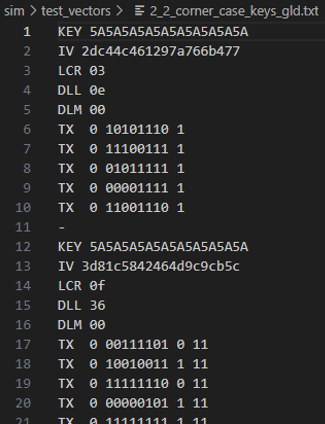 sim > test_vectors > 2_2_corner_case_keys_gld.txt
1 KEY 5A5A5A5A5A5A5A5A5A5A
2 IV 2dc44c461297a766b477
3 LCR 03
4 DLL 0e
5 DLM 00
6 TX  0 10101110 1
7 TX  0 11100111 1
8 TX  0 01011111 1
9 TX  0 00001111 1
10 TX  0 11001110 1
11 -
12 KEY 5A5A5A5A5A5A5A5A5A5A
13 IV 3d81c5842464d9c9cb5c
14 LCR 0f
15 DLL 36
16 DLM 00
17 TX  0 00111101 0 11
18 TX  0 10010011 1 11
19 TX  0 11111110 0 11
20 TX  0 00000101 1 11
21 TX  0 11111111 1 11